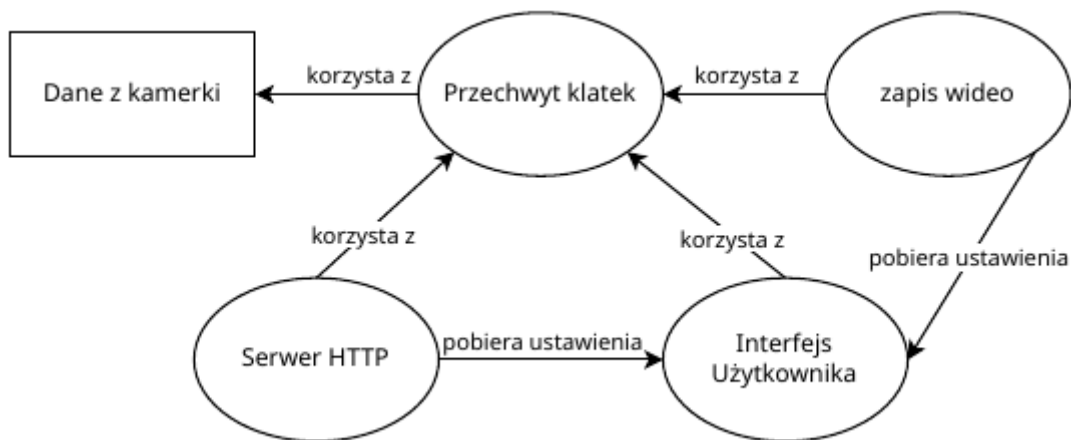 Dane z kamerki
korzysta z
Przechwyt klatek
korzysta z
zapis wideo
korzysta z
korzysta z
pobiera ustawienia
Serwer HTTP
pobiera ustawienia
Interfejs
Użytkownika